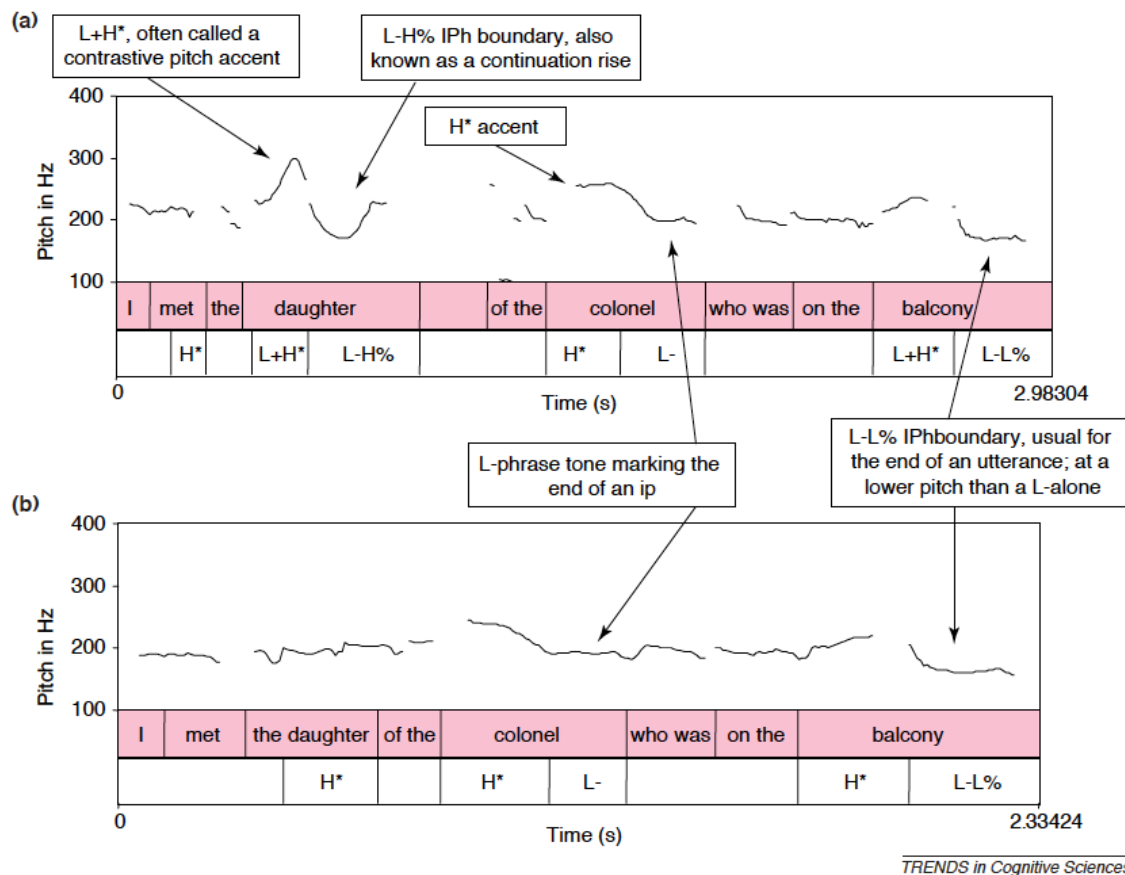 (a)
L+H*, often called a
contrastive pitch accent
L-H% IPh boundary, also
known as a continuation rise
H* accent
400
300
200
100
Pitch in Hz
I met the daughter of the colonel who was on the balcony
H* L+H* L-H% H* L- L+H* L-L%
0 2.98304
Time (s)
L-phrase tone marking the
end of an ip
L-L% IPhboundary, usual for
the end of an utterance; at a
lower pitch than a L-alone
(b)
400
300
200
100
Pitch in Hz
I met the daughter of the colonel who was on the balcony
H* H* L- H* L-L%
0 2.33424
Time (s)
TRENDS in Cognitive Sciences